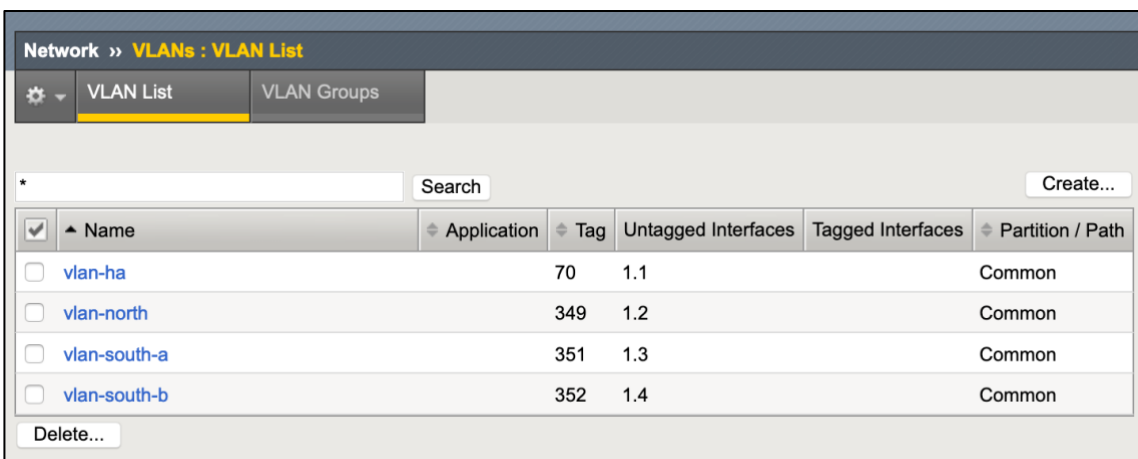 Network ›› VLANs : VLAN List
VLAN List VLAN Groups
* Search Create...
Name Application Tag Untagged Interfaces Tagged Interfaces Partition / Path
vlan-ha 70 1.1 Common
vlan-north 349 1.2 Common
vlan-south-a 351 1.3 Common
vlan-south-b 352 1.4 Common
Delete...